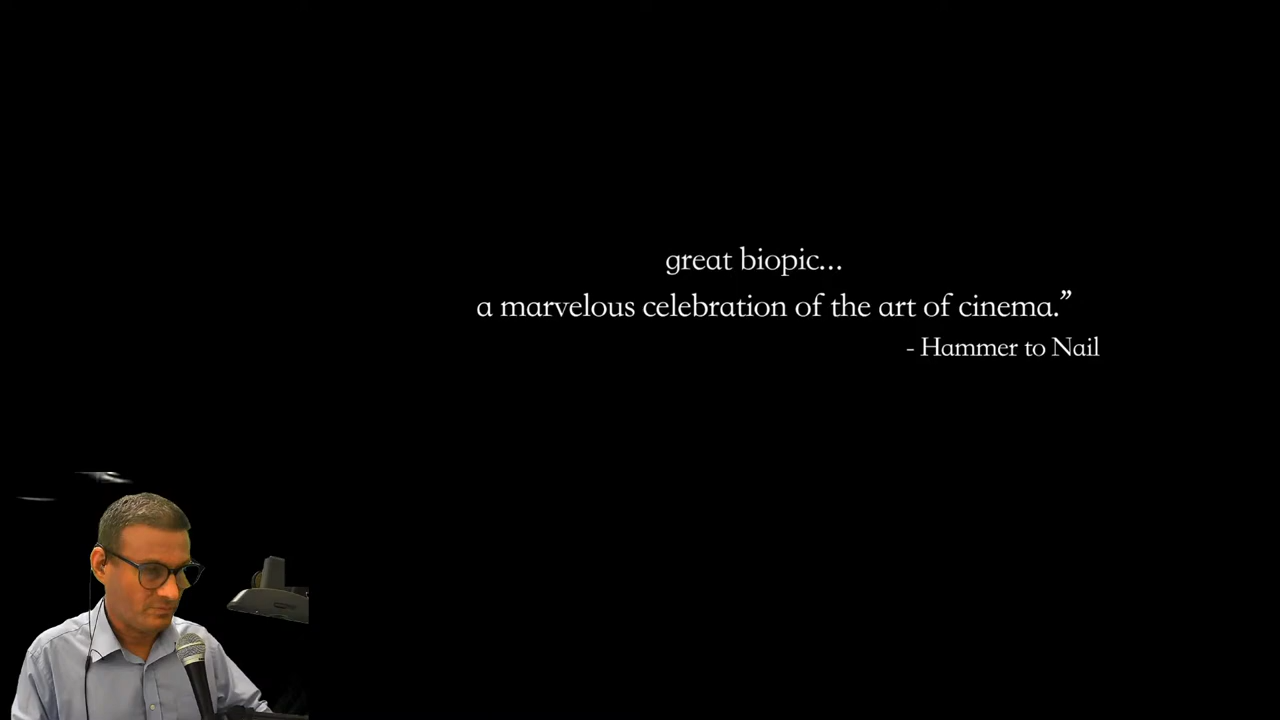 great biopic...
a marvelous celebration of the art of cinema.”
- Hammer to Nail